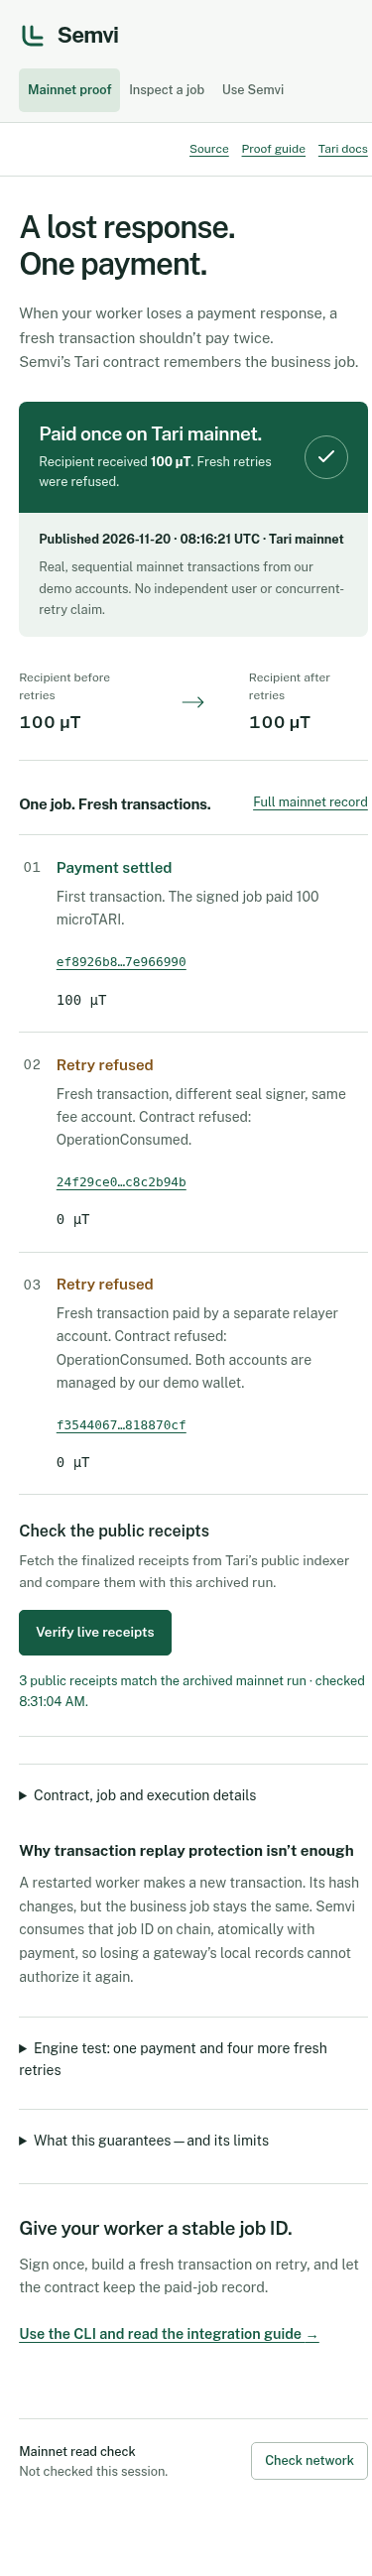 Semvi
Mainnet proof Inspect a job Use Semvi
Source Proof guide Tari docs
A lost response.
One payment.
When your worker loses a payment response, a
fresh transaction shouldn’t pay twice.
Semvi’s Tari contract remembers the business job.
Paid once on Tari mainnet.
Recipient received 100 µT. Fresh retries
were refused.
Published 2026-11-20 · 08:16:21 UTC · Tari mainnet
Real, sequential mainnet transactions from our
demo accounts. No independent user or concurrent-
retry claim.
Recipient before
retries
100 µT
→
Recipient after
retries
100 µT
One job. Fresh transactions.
Full mainnet record
01 Payment settled
First transaction. The signed job paid 100
microTARI.
ef8926b8…7e966990
100 µT
02 Retry refused
Fresh transaction, different seal signer, same
fee account. Contract refused:
OperationConsumed.
24f29ce0…c8c2b94b
0 µT
03 Retry refused
Fresh transaction paid by a separate relayer
account. Contract refused:
OperationConsumed. Both accounts are
managed by our demo wallet.
f3544067…818870cf
0 µT
Check the public receipts
Fetch the finalized receipts from Tari’s public indexer
and compare them with this archived run.
Verify live receipts
3 public receipts match the archived mainnet run · checked
8:31:04 AM.
▶ Contract, job and execution details
Why transaction replay protection isn’t enough
A restarted worker makes a new transaction. Its hash
changes, but the business job stays the same. Semvi
consumes that job ID on chain, atomically with
payment, so losing a gateway’s local records cannot
authorize it again.
▶ Engine test: one payment and four more fresh
retries
▶ What this guarantees — and its limits
Give your worker a stable job ID.
Sign once, build a fresh transaction on retry, and let
the contract keep the paid-job record.
Use the CLI and read the integration guide →
Mainnet read check
Not checked this session.
Check network